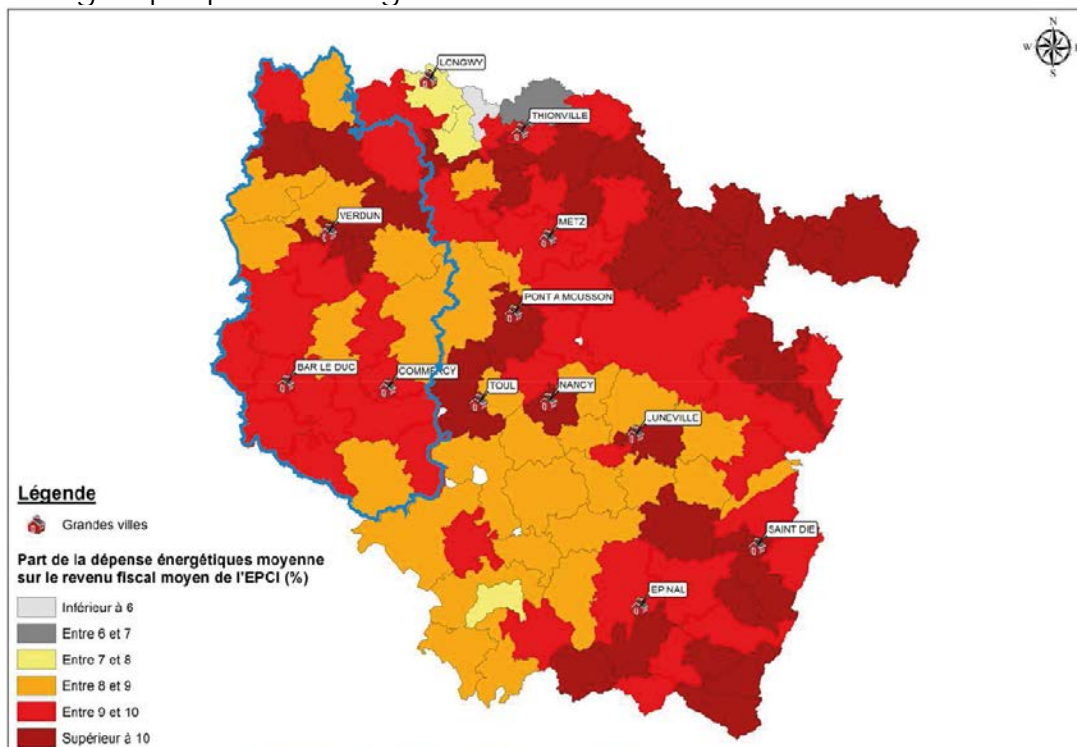 N
W
E
S
LONGWY
THIONVILLE
VERDUN
METZ
PONT A MOUSSON
BAR LE DUC
COMMERCY
TOUL
NANCY
LUNEVILLE
SAINT DIE
EPINAL
Légende
Grandes villes
Part de la dépense énergétiques moyenne
sur le revenu fiscal moyen de l'EPCI (%)
Inférieur à 6
Entre 6 et 7
Entre 7 et 8
Entre 8 et 9
Entre 9 et 10
Supérieur à 10